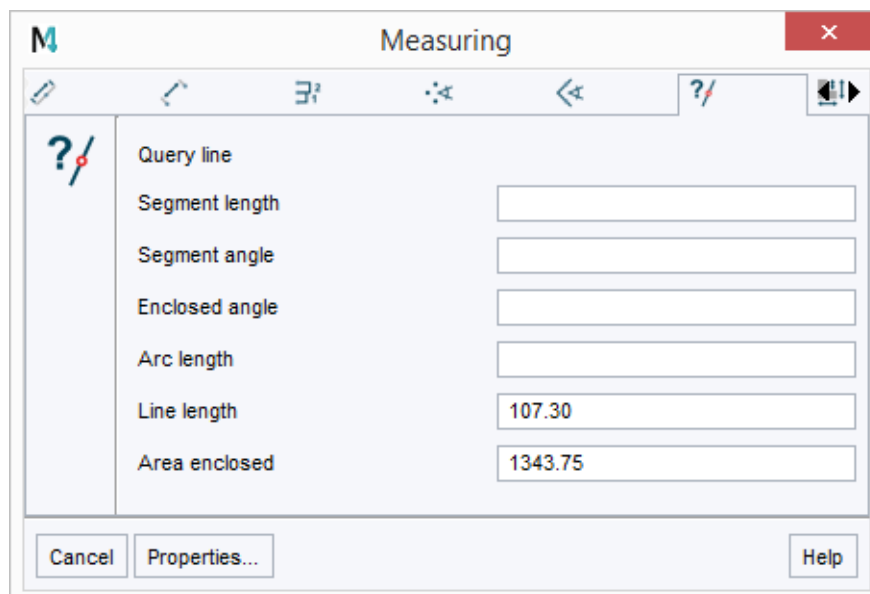 Measuring
Query line
Segment length
Segment angle
Enclosed angle
Arc length
Line length 107.30
Area enclosed 1343.75
Cancel Properties... Help